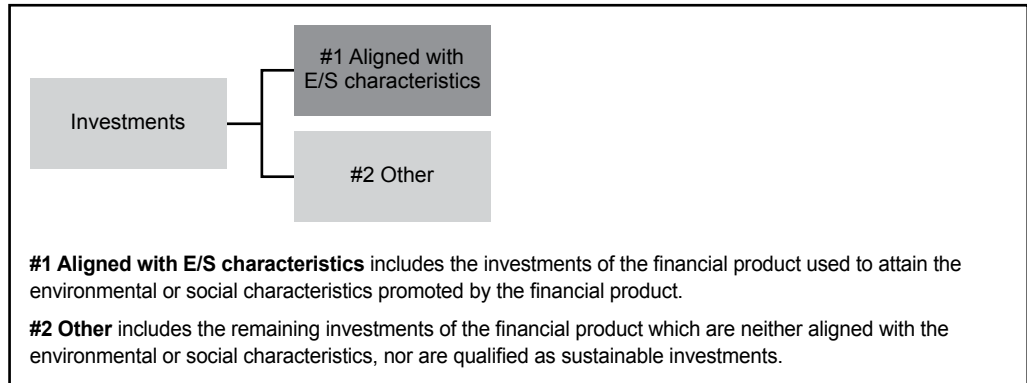 #1 Aligned with
E/S characteristics
Investments
#2 Other
#1 Aligned with E/S characteristics includes the investments of the financial product used to attain the
environmental or social characteristics promoted by the financial product.
#2 Other includes the remaining investments of the financial product which are neither aligned with the
environmental or social characteristics, nor are qualified as sustainable investments.